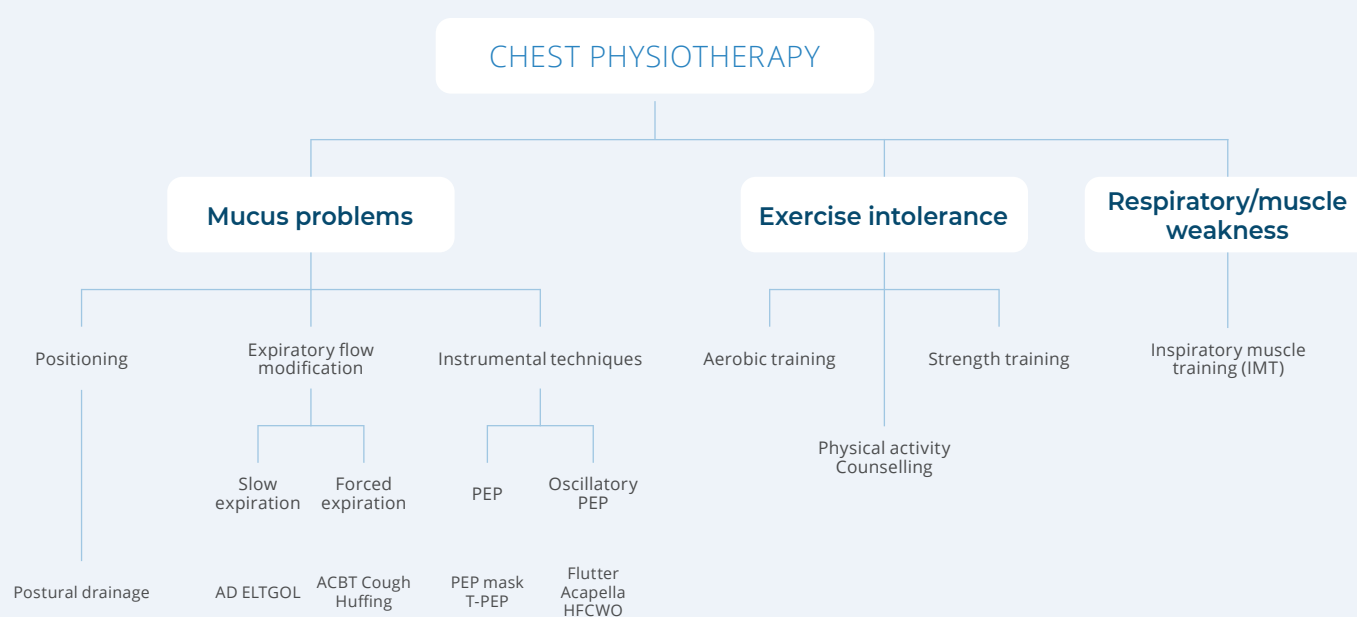 CHEST PHYSIOTHERAPY
Mucus problems
Exercise intolerance
Respiratory/muscle
weakness
Positioning
Expiratory flow
modification
Instrumental techniques
Aerobic training
Strength training
Inspiratory muscle
training (IMT)
Physical activity
Counselling
Slow
expiration
Forced
expiration
PEP
Oscillatory
PEP
Postural drainage
AD ELTGOL
ACBT Cough
Huffing
PEP mask
T-PEP
Flutter
Acapella
HFCWO